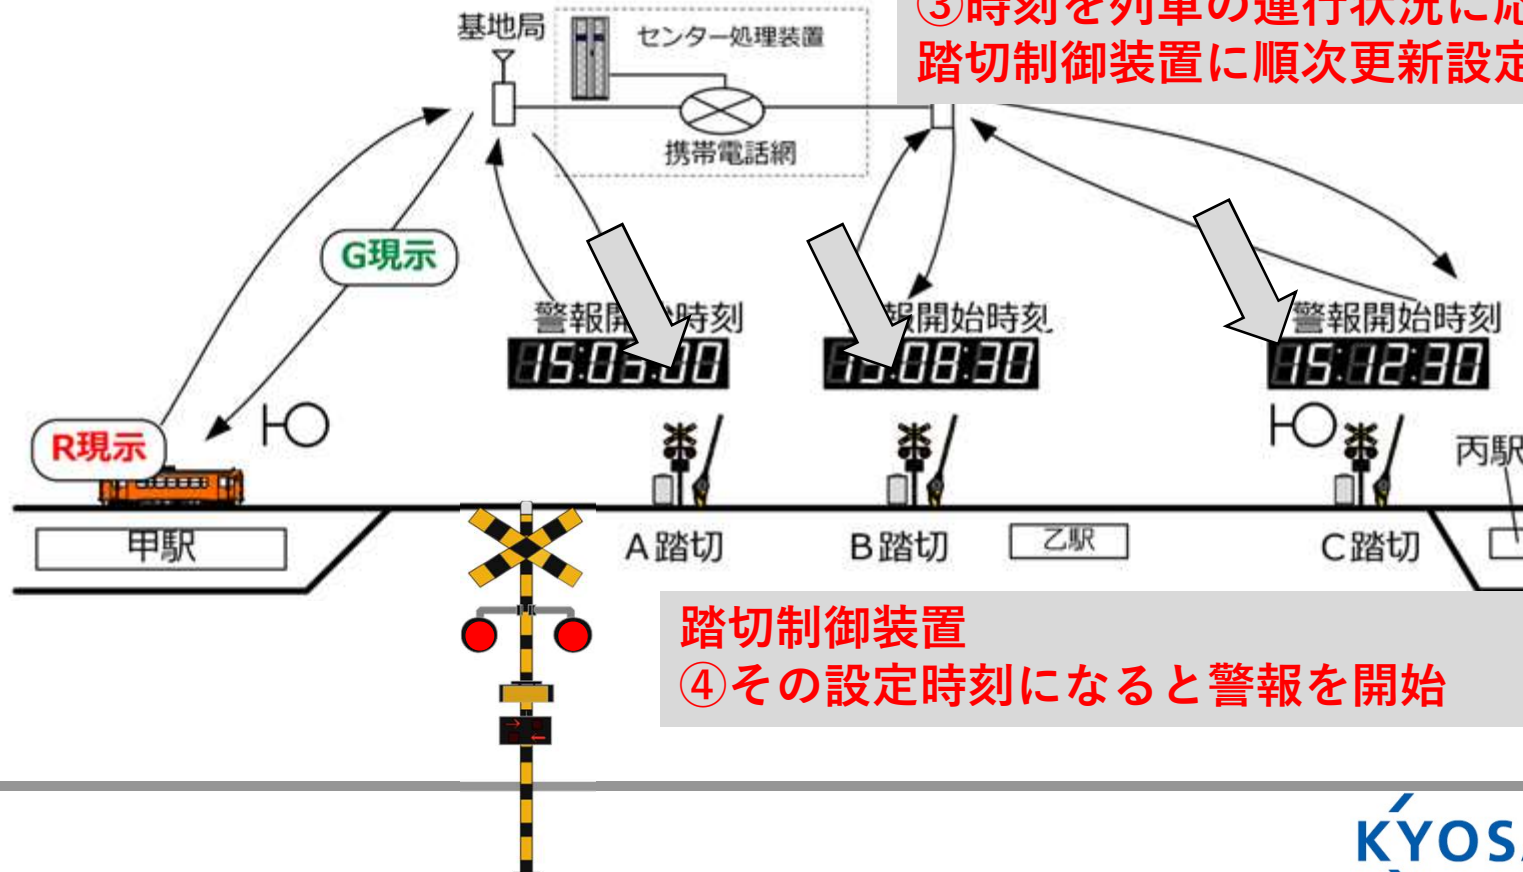 ③時刻を列車の運行状況に応
踏切制御装置に順次更新設定
基地局
センター処理装置
携帯電話網
G現示
R現示
警報開始時刻
15:05:00
報開始時刻
15:08:30
警報開始時刻
15:12:30
甲駅
A踏切
B踏切
乙駅
C踏切
丙駅
踏切制御装置
④その設定時刻になると警報を開始
KYOS